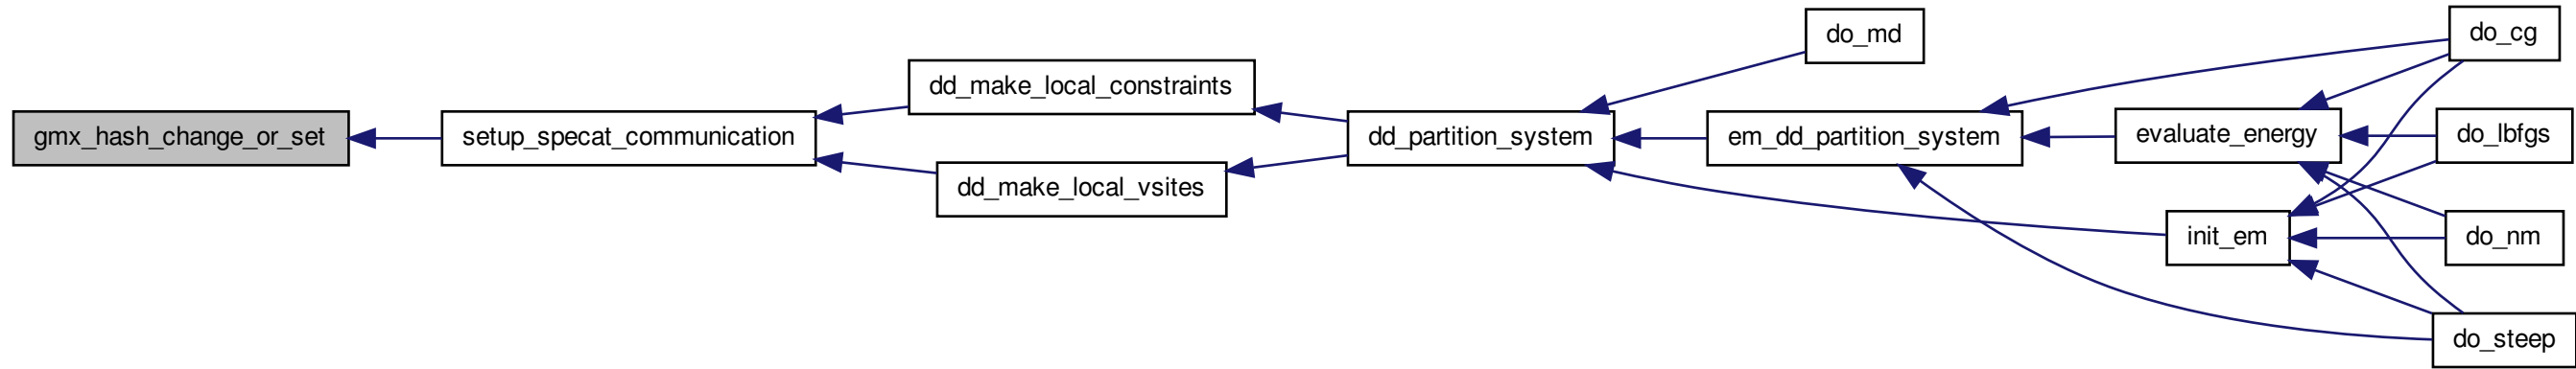 gmx_hash_change_or_set
setup_specat_communication
dd_make_local_constraints
dd_make_local_vsites
dd_partition_system
do_md
em_dd_partition_system
evaluate_energy
init_em
do_cg
do_lbfgs
do_nm
do_steep